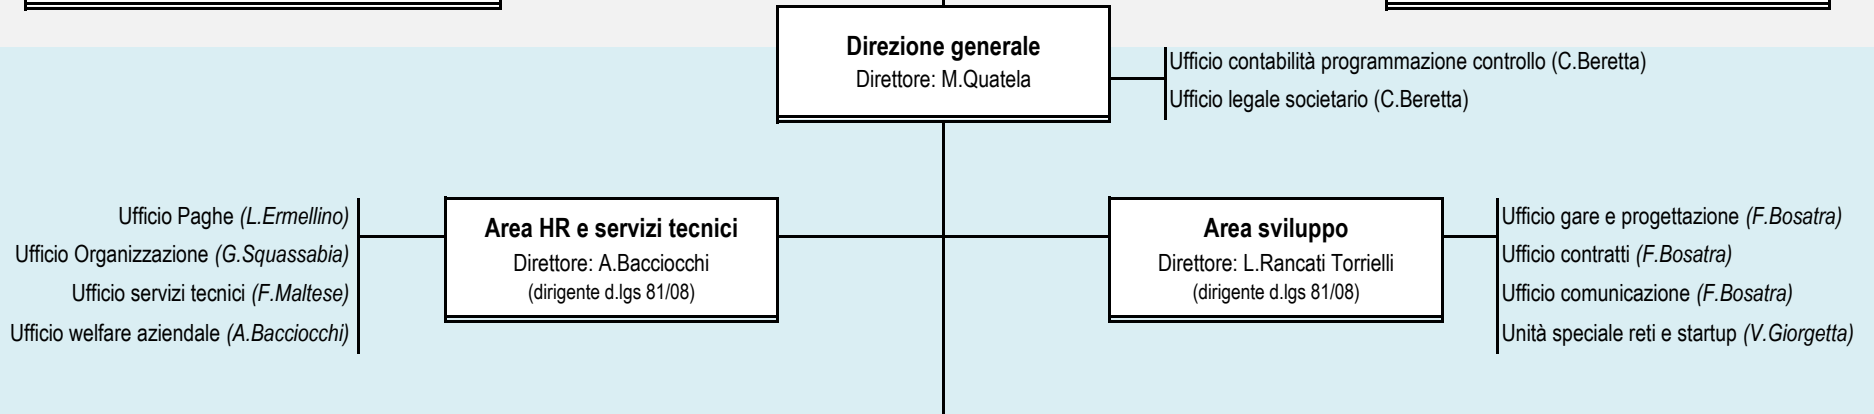 Direzione generale
Direttore: M.Quatela
Ufficio contabilità programmazione controllo (C.Beretta)
Ufficio legale societario (C.Beretta)
Ufficio Paghe (L.Ermellino)
Ufficio Organizzazione (G.Squassabia)
Ufficio servizi tecnici (F.Maltese)
Ufficio welfare aziendale (A.Bacciocchi)
Area HR e servizi tecnici
Direttore: A.Bacciocchi
(dirigente d.lgs 81/08)
Area sviluppo
Direttore: L.Rancati Torrielli
(dirigente d.lgs 81/08)
Ufficio gare e progettazione (F.Bosatra)
Ufficio contratti (F.Bosatra)
Ufficio comunicazione (F.Bosatra)
Unità speciale reti e startup (V.Giorgetta)